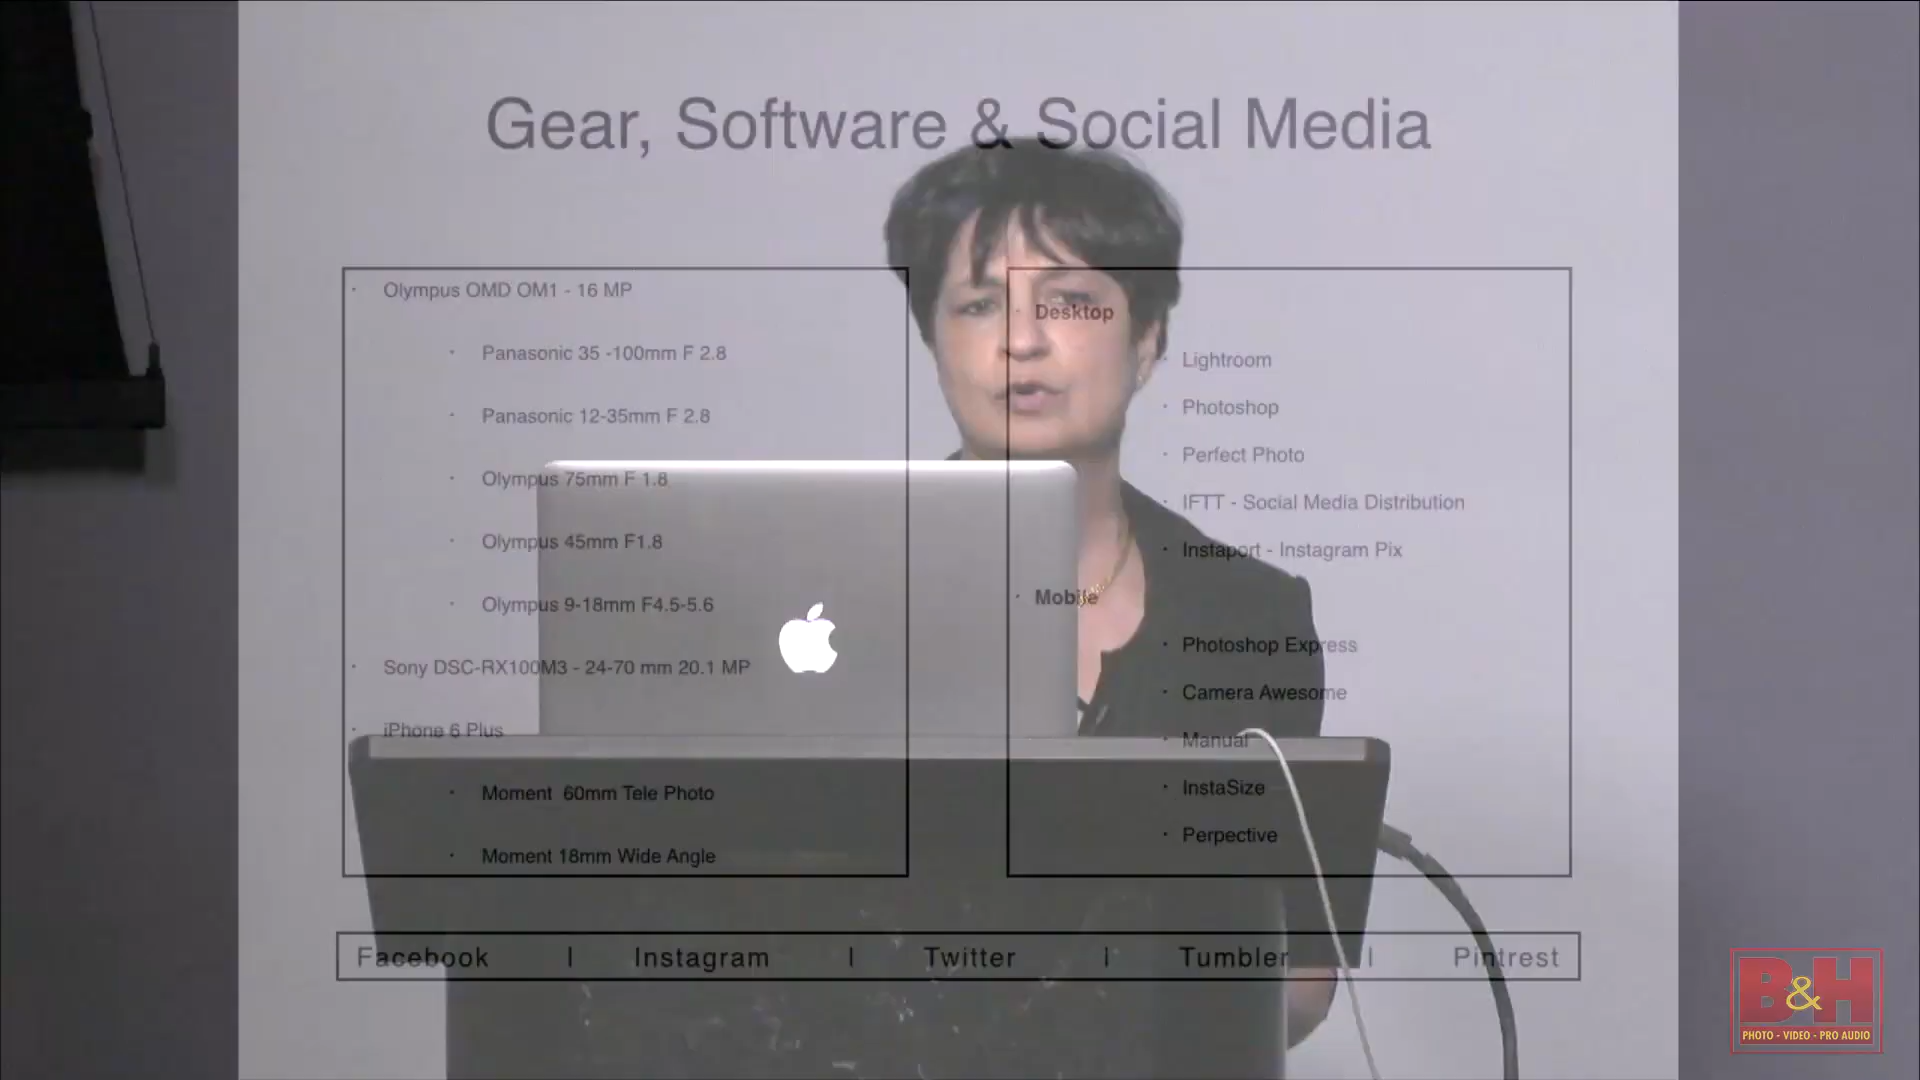 Gear, Software & Social Media
Olympus OMD OM1 - 16 MP
Panasonic 35 -100mm F 2.8
Panasonic 12-35mm F 2.8
Olympus 75mm F 1.8
Olympus 45mm F1.8
Olympus 9-18mm F4.5-5.6
Sony DSC-RX100M3 - 24-70 mm 20.1 MP
iPhone 6 Plus
Moment 60mm Tele Photo
Moment 18mm Wide Angle
Desktop
Lightroom
Photoshop
Perfect Photo
IFTT - Social Media Distribution
Instaport - Instagram Pix
Mobile
Photoshop Express
Camera Awesome
Manual
InstaSize
Perpective
Facebook | Instagram | Twitter | Tumbler | Pintrest
B&H
PHOTO - VIDEO - PRO AUDIO